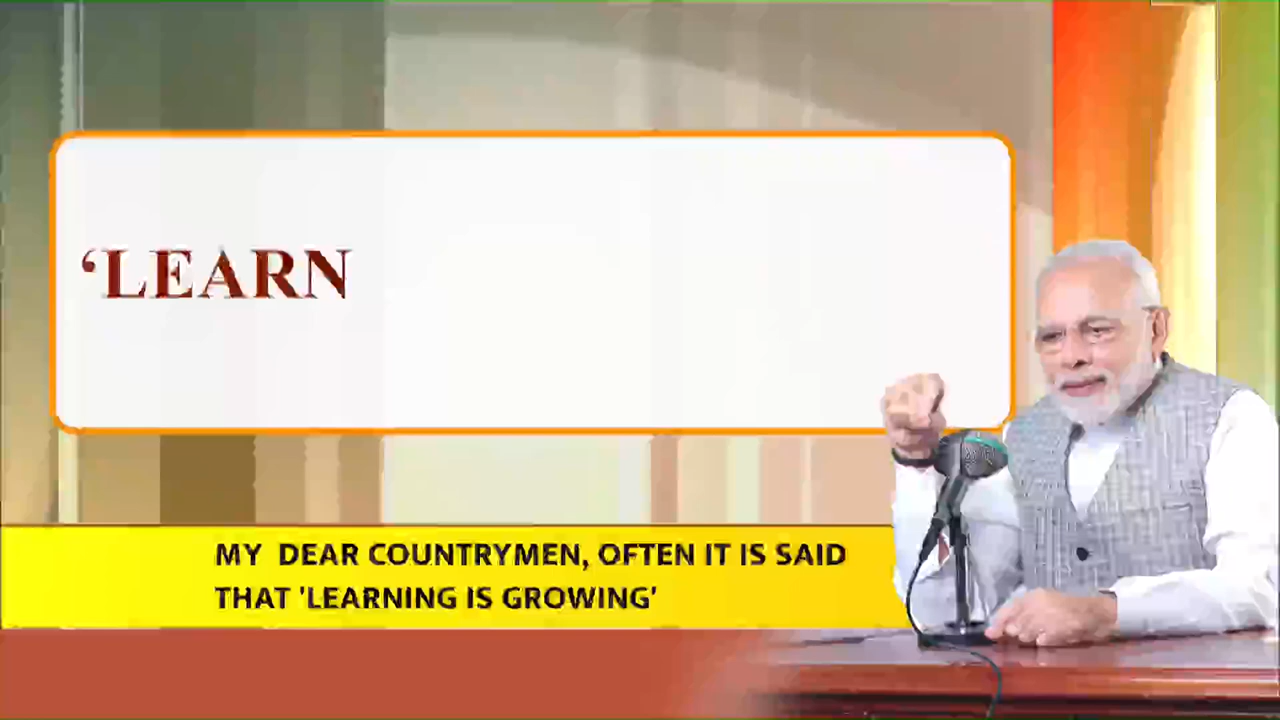 ‘LEARN
MY DEAR COUNTRYMEN, OFTEN IT IS SAID
THAT 'LEARNING IS GROWING'